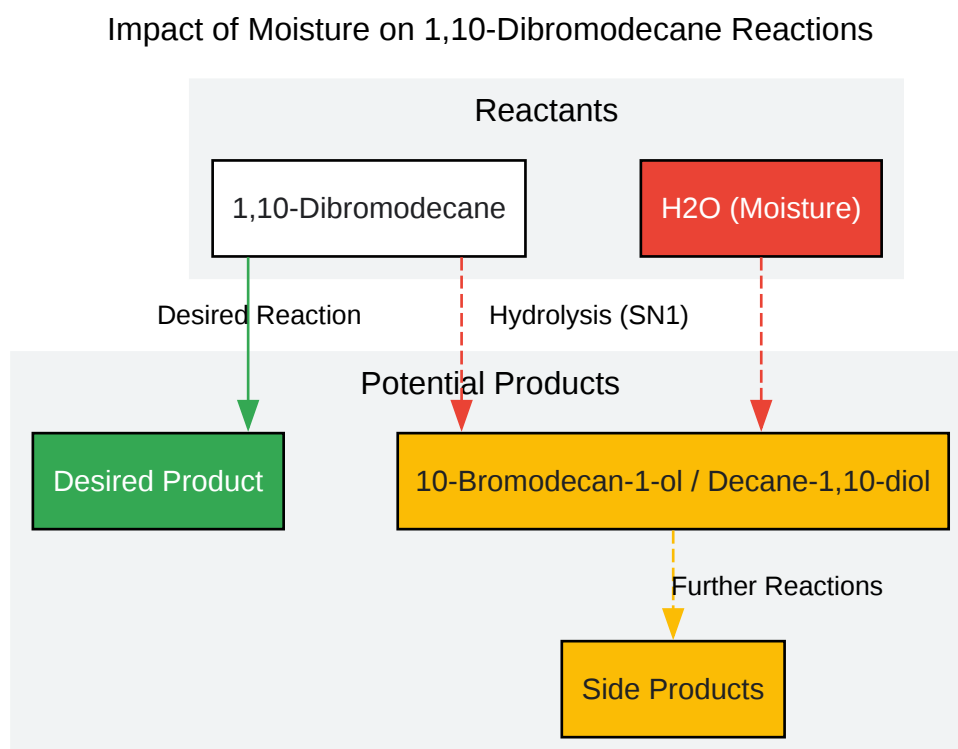 Impact of Moisture on 1,10-Dibromodecane Reactions
Reactants
1,10-Dibromodecane
H2O (Moisture)
Desired Reaction
Hydrolysis (SN1)
Potential Products
Desired Product
10-Bromodecan-1-ol / Decane-1,10-diol
Further Reactions
Side Products